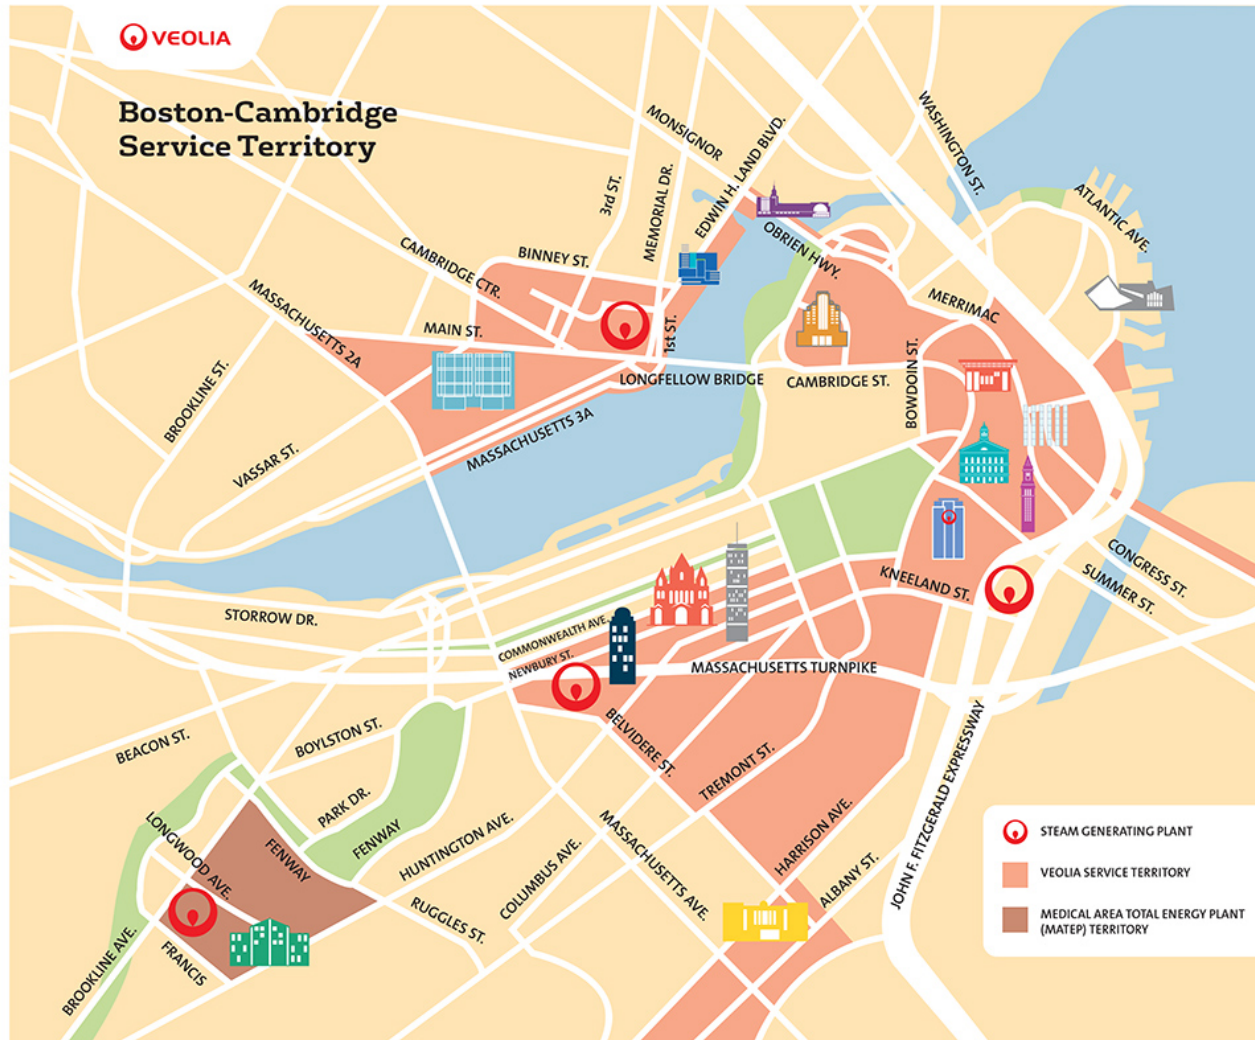 VEOLIA
Boston-Cambridge
Service Territory
MONSIGNOR
EDWIN H. LAND BLVD.
WASHINGTON ST.
3rd ST.
MEMORIAL DR.
ATLANTIC AVE.
BINNEY ST.
OBRIEN HWY.
CAMBRIDGE CTR.
MASSACHUSETTS 2A
MAIN ST.
1st ST.
MERRIMAC
BOWDOIN ST.
LONGFELLOW BRIDGE
CAMBRIDGE ST.
BROOKLINE ST.
MASSACHUSETTS 3A
VASSAR ST.
KNEELAND ST.
CONGRESS ST.
SUMMER ST.
STORROW DR.
COMMONWEALTH AVE.
NEWBURY ST.
MASSACHUSETTS TURNPIKE
BEACON ST.
BOYLSTON ST.
BELVIDERE ST.
TREMONT ST.
PARK DR.
FENWAY
HUNTINGTON AVE.
LONGWOOD AVE.
FENWAY
COLUMBUS AVE.
MASSACHUSETTS AVE.
HARRISON AVE.
ALBANY ST.
JOHN F. FITZGERALD EXPRESSWAY
RUGGLES ST.
BROOKLINE AVE.
FRANCIS
STEAM GENERATING PLANT
VEOLIA SERVICE TERRITORY
MEDICAL AREA TOTAL ENERGY PLANT
(MATEP) TERRITORY